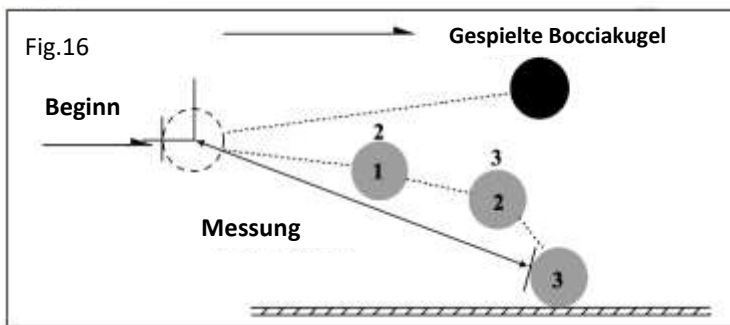 Fig.16
Gespielte Bocciakugel
Beginn
2
1
3
2
Messung
3